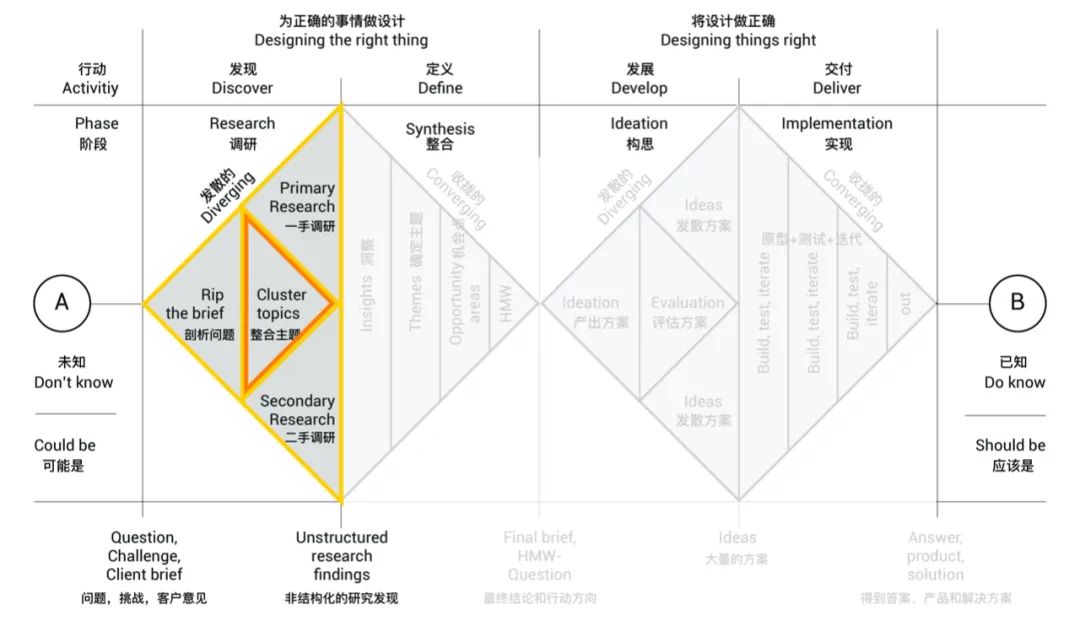 为正确的事情做设计
Designing the right thing
将设计做正确
Designing things right
行动
Activitiy
发现
Discover
定义
Define
发展
Develop
交付
Deliver
Phase
阶段
Research
调研
Synthesis
整合
Ideation
构思
Implementation
实现
发散的
Diverging
收拢的
Converging
发散的
Diverging
收拢的
Converging
Primary
Research
一手调研
Rip
the brief
剖析问题
Cluster
topics
整合主题
Secondary
Research
二手调研
Insights 洞察
Themes 确定主题
Opportunity 机会点
areas
HMW
Ideas
发散方案
Ideation
产出方案
Evaluation
评估方案
Ideas
发散方案
原型+测试+迭代
Build, test, iterate
Build, test, iterate
Build, test,
iterate
out
A
未知
Don't know
Could be
可能是
B
已知
Do know
Should be
应该是
Question,
Challenge,
Client brief
问题，挑战，客户意见
Unstructured
research
findings
非结构化的研究发现
Final brief,
HMW-
Question
最终结论和行动方向
Ideas
大量的方案
Answer,
product,
solution
得到答案、产品和解决方案